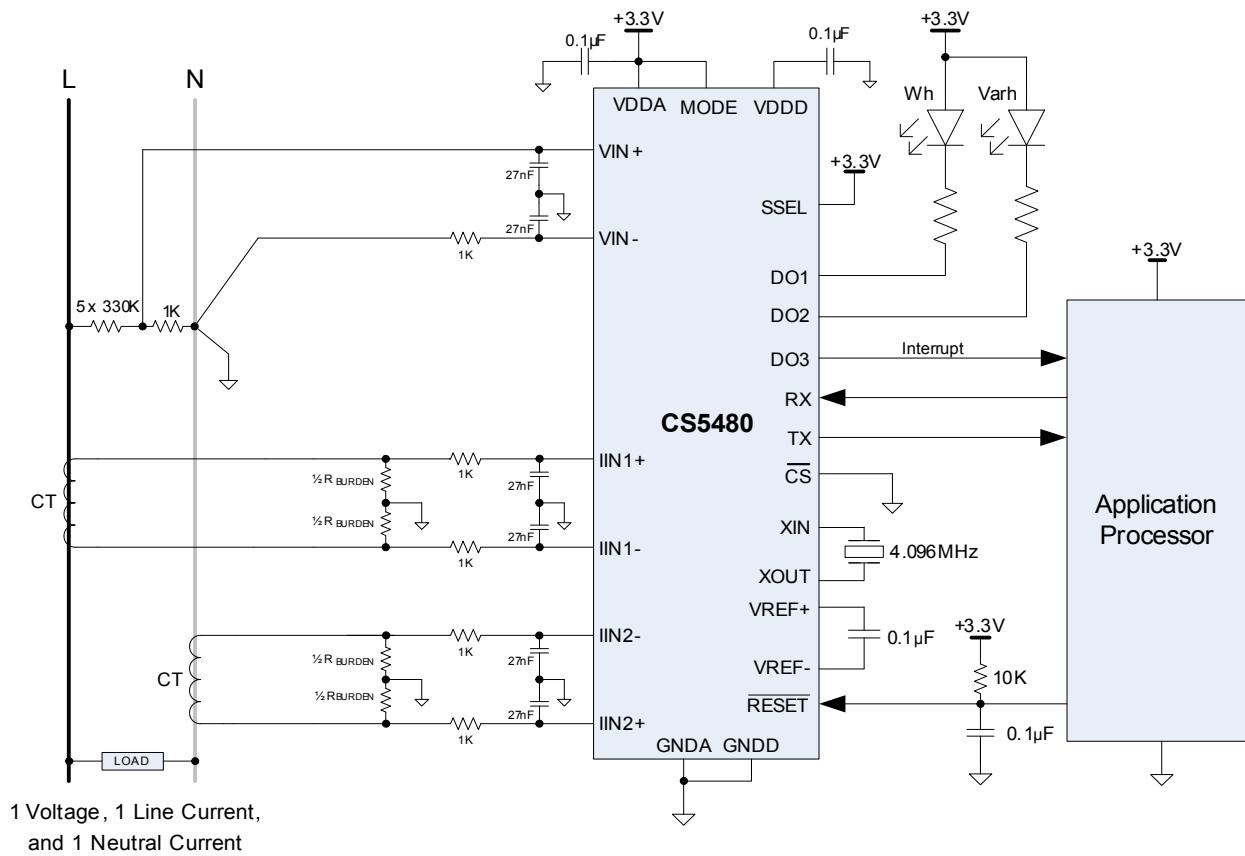 +3.3V
+3.3V
0.1µF
0.1µF
L
N
VDDA
MODE
VDDD
Wh
Varh
VIN+
27nF
+3.3V
SSEL
27nF
VIN-
1K
+3.3V
DO1
5 x 330K
1K
DO2
DO3
Interrupt
RX
CS5480
TX
IIN1+
1K
27nF
CS
½ R BURDEN
CT
Application
Processor
½ R BURDEN
27nF
XIN
IIN1-
1K
4.096MHz
XOUT
VREF+
IIN2-
1K
0.1µF
+3.3V
½ R BURDEN
27nF
VREF-
CT
10K
½ R BURDEN
27nF
RESET
IIN2+
1K
0.1µF
GNDA
GNDD
LOAD
1 Voltage, 1 Line Current,
and 1 Neutral Current